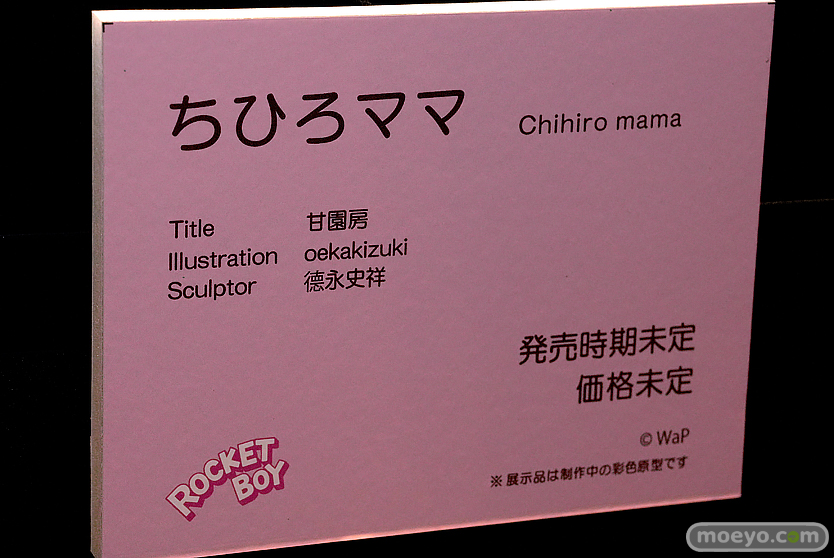 ちひろママ Chihiro mama
Title 甘園房
Illustration oekakizuki
Sculptor 德永史祥
発売時期未定
価格未定
© WaP
※展示品は制作中の彩色原型です
ROCKET
BOY
moeyo.com